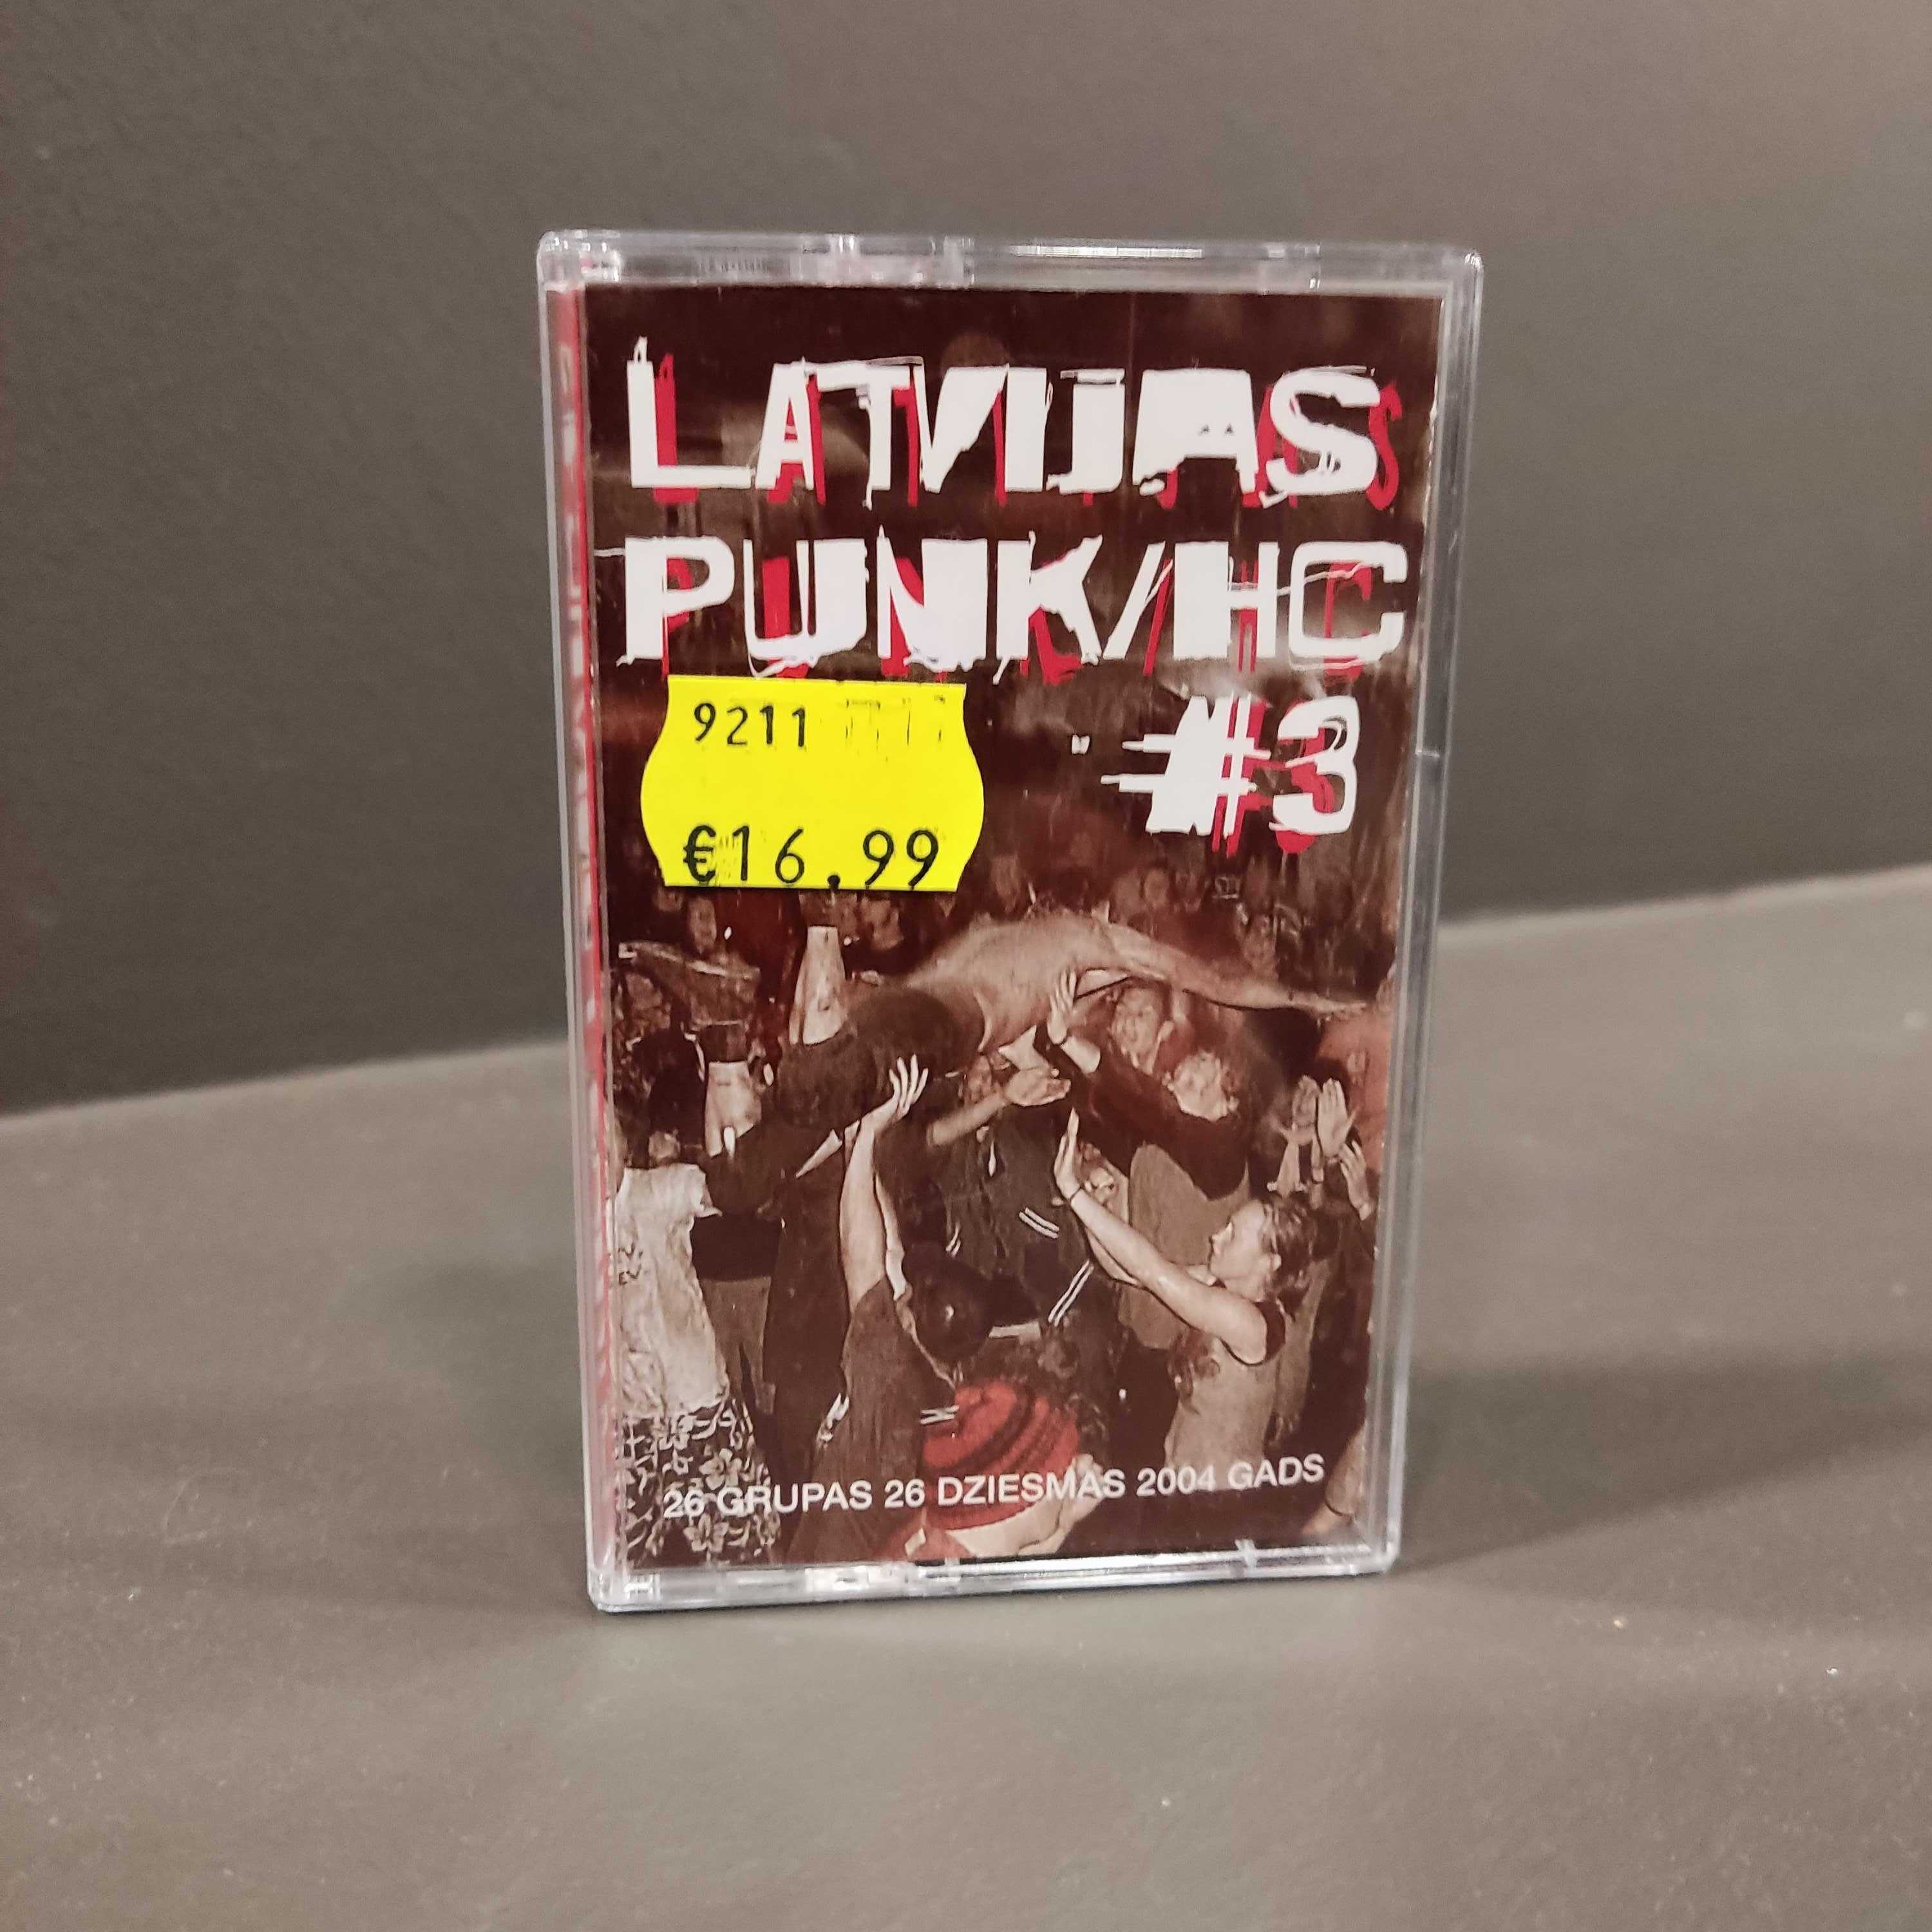 LATVIJAS
PUNK/HC
#3
9211
€16.99
26 GRUPAS 26 DZIESMAS 2004 GADS